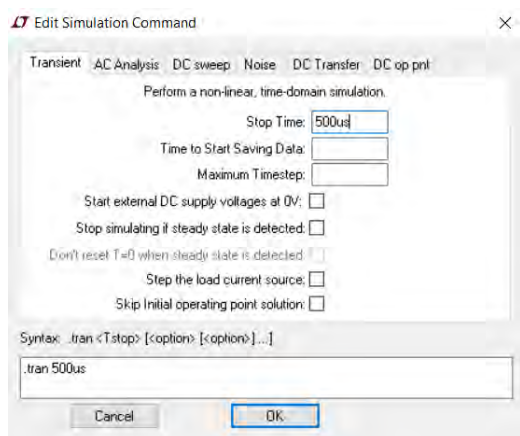 Edit Simulation Command
Transient AC Analysis DC sweep Noise DC Transfer DC op pnt
Perform a non-linear, time-domain simulation.
Stop Time: 500us
Time to Start Saving Data:
Maximum Timestep:
Start external DC supply voltages at 0V:
Stop simulating if steady state is detected:
Don't reset T=0 when steady state is detected:
Step the load current source:
Skip Initial operating point solution:
Syntax: .tran <Tstop> [<option> [<option>] ...]
.tran 500us
Cancel OK